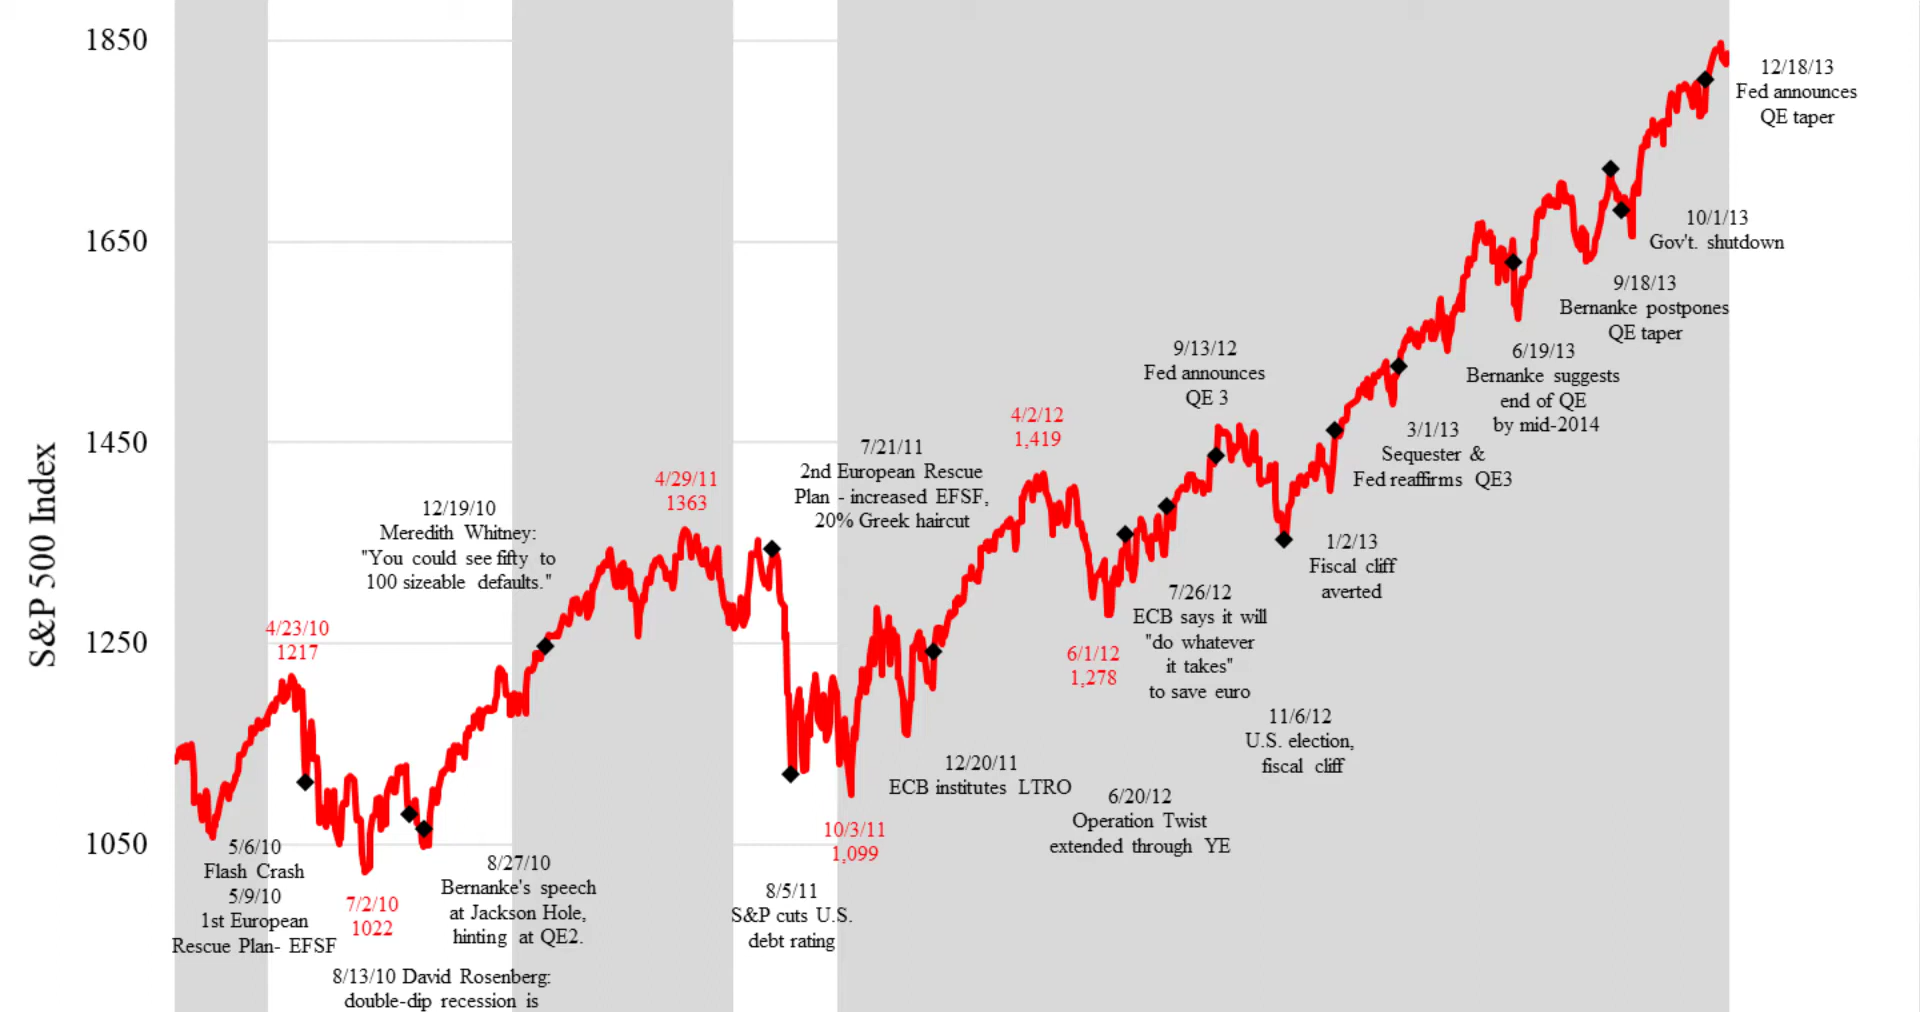 1850
1650
1450
1250
1050
S&P 500 Index
4/23/10
1217
5/6/10
Flash Crash
5/9/10
1st European
Rescue Plan- EFSF
7/2/10
1022
8/13/10 David Rosenberg:
double-dip recession is
8/27/10
Bernanke's speech
at Jackson Hole,
hinting at QE2.
12/19/10
Meredith Whitney:
"You could see fifty to
100 sizeable defaults."
4/29/11
1363
7/21/11
2nd European Rescue
Plan - increased EFSF,
20% Greek haircut
8/5/11
S&P cuts U.S.
debt rating
10/3/11
1,099
12/20/11
ECB institutes LTRO
4/2/12
1,419
6/1/12
1,278
6/20/12
Operation Twist
extended through YE
7/26/12
ECB says it will
"do whatever
it takes"
to save euro
9/13/12
Fed announces
QE 3
11/6/12
U.S. election,
fiscal cliff
1/2/13
Fiscal cliff
averted
3/1/13
Sequester &
Fed reaffirms QE3
6/19/13
Bernanke suggests
end of QE
by mid-2014
9/18/13
Bernanke postpones
QE taper
10/1/13
Gov't. shutdown
12/18/13
Fed announces
QE taper